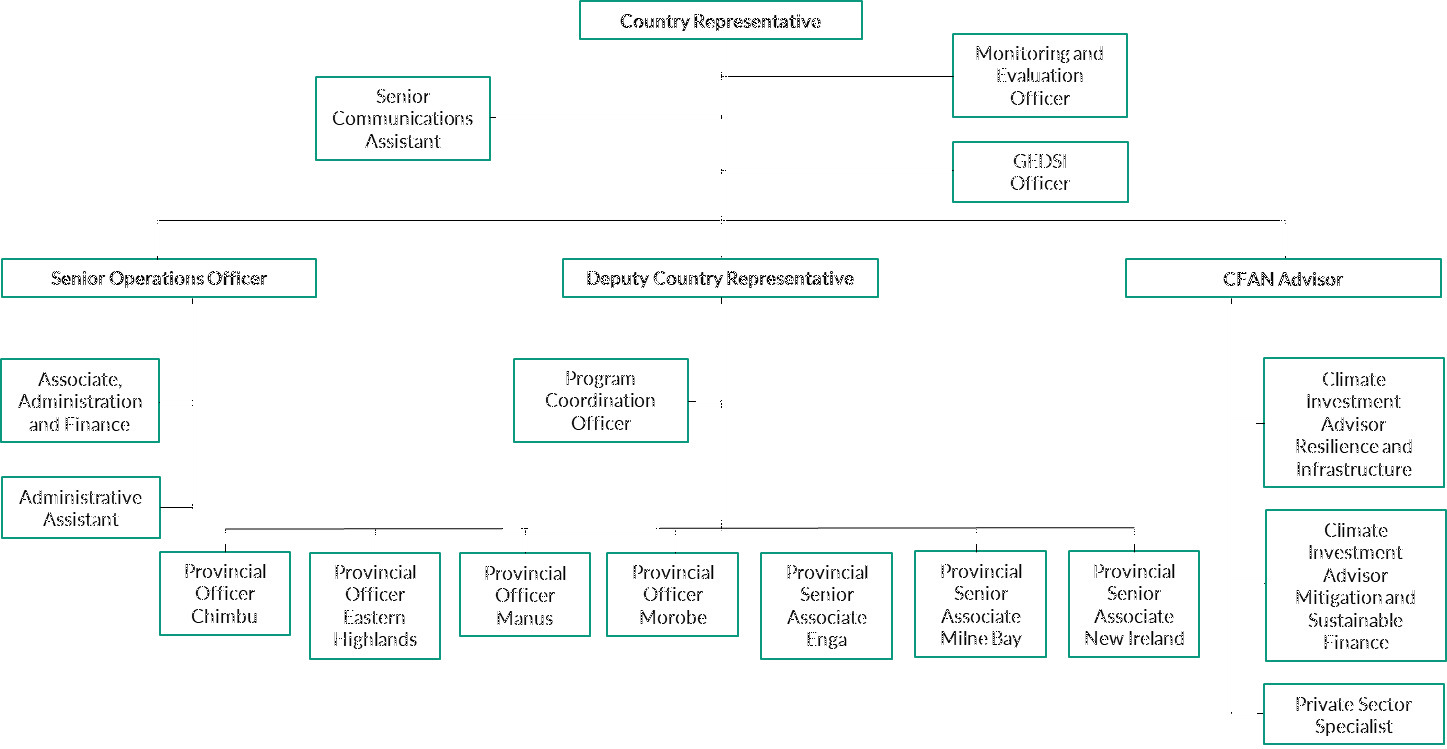 Country Representative
Monitoring and
Evaluation
Officer
Senior
Communications
Assistant
GEDSI
Officer
Senior Operations Officer
Deputy Country Representative
CFAN Advisor
Associate,
Administration
and Finance
Program
Coordination
Officer
Climate
Investment
Advisor
Resilience and
Infrastructure
Administrative
Assistant
Climate
Investment
Advisor
Mitigation and
Sustainable
Finance
Provincial
Officer
Chimbu
Provincial
Officer
Eastern
Highlands
Provincial
Officer
Manus
Provincial
Officer
Morobe
Provincial
Senior
Associate
Enga
Provincial
Senior
Associate
Milne Bay
Provincial
Senior
Associate
New Ireland
Private Sector
Specialist